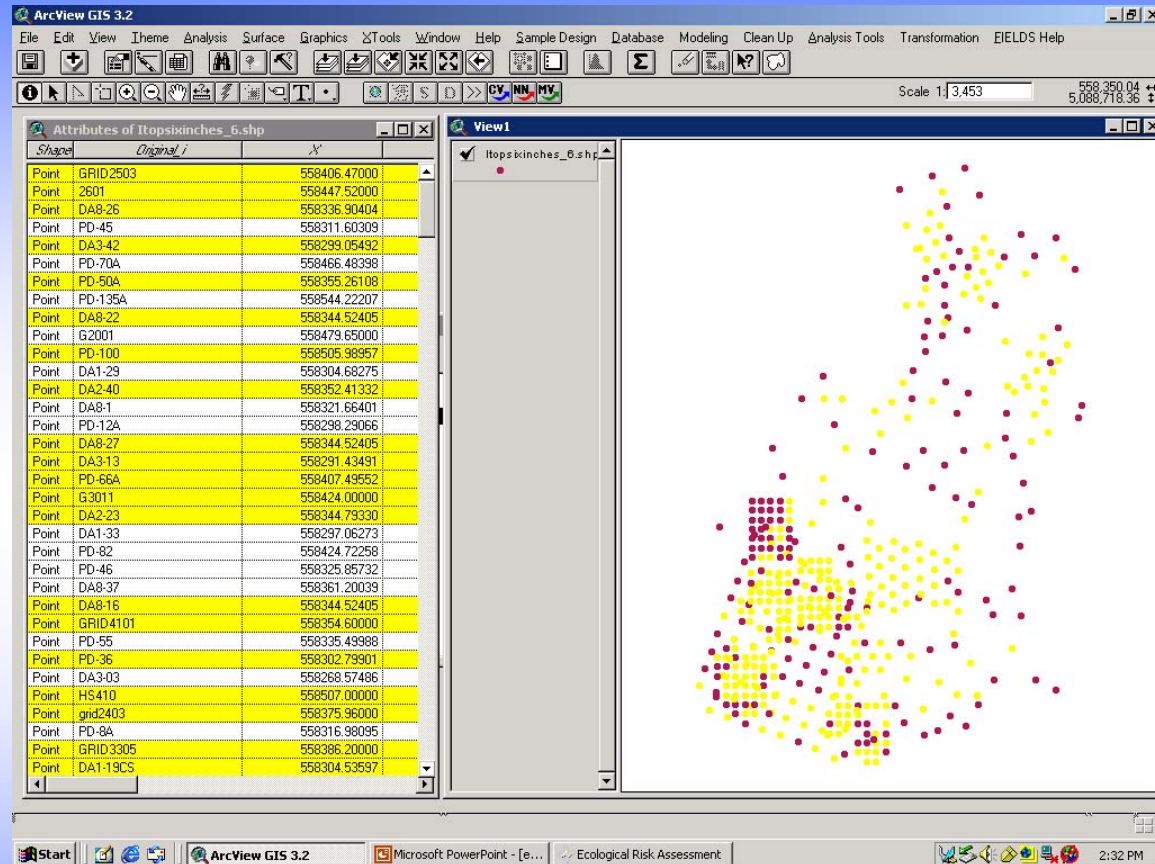 ArcView GIS 3.2
File Edit View Theme Analysis Surface Graphics XTools Window Help Sample Design Database Modeling Clean Up Analysis Tools Transformation FIELDS Help
S D CV NN MV Scale 1: 3,453 558,350.04
5,088,718.36
Attributes of Itopsixinches_6.shp
Shape Original_i X
Point GRID2503 558406.47000
Point 2601 558447.52000
Point DA8-26 558336.90404
Point PD-45 558311.60309
Point DA3-42 558299.05492
Point PD-70A 558466.48398
Point PD-50A 558355.26108
Point PD-135A 558544.22207
Point DA8-22 558344.52405
Point G2001 558479.65000
Point PD-100 558505.98957
Point DA1-29 558304.68275
Point DA2-40 558352.41332
Point DA8-1 558321.66401
Point PD-12A 558298.29066
Point DA8-27 558344.52405
Point DA3-13 558291.43491
Point PD-66A 558407.49552
Point G3011 558424.00000
Point DA2-23 558344.79330
Point DA1-33 558297.06273
Point PD-82 558424.72258
Point PD-46 558325.85732
Point DA8-37 558361.20039
Point DA8-16 558344.52405
Point GRID4101 558354.60000
Point PD-55 558335.49988
Point PD-36 558302.79901
Point DA3-03 558268.57486
Point HS410 558507.00000
Point grid2403 558375.96000
Point PD-8A 558316.98095
Point GRID3305 558386.20000
Point DA1-19CS 558304.53597
View1
Itopsixinches_6.shp
Start ArcView GIS 3.2 Microsoft PowerPoint - [e... Ecological Risk Assessment 2:32 PM